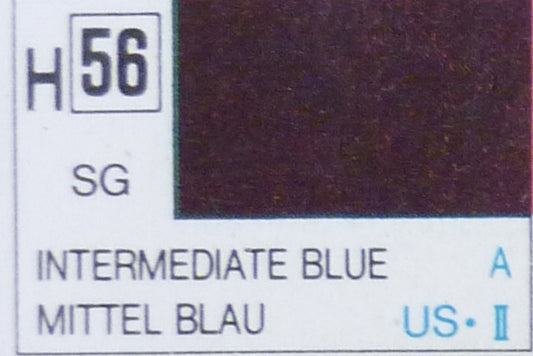 H 56
SG
INTERMEDIATE BLUE A
MITTEL BLAU US• II